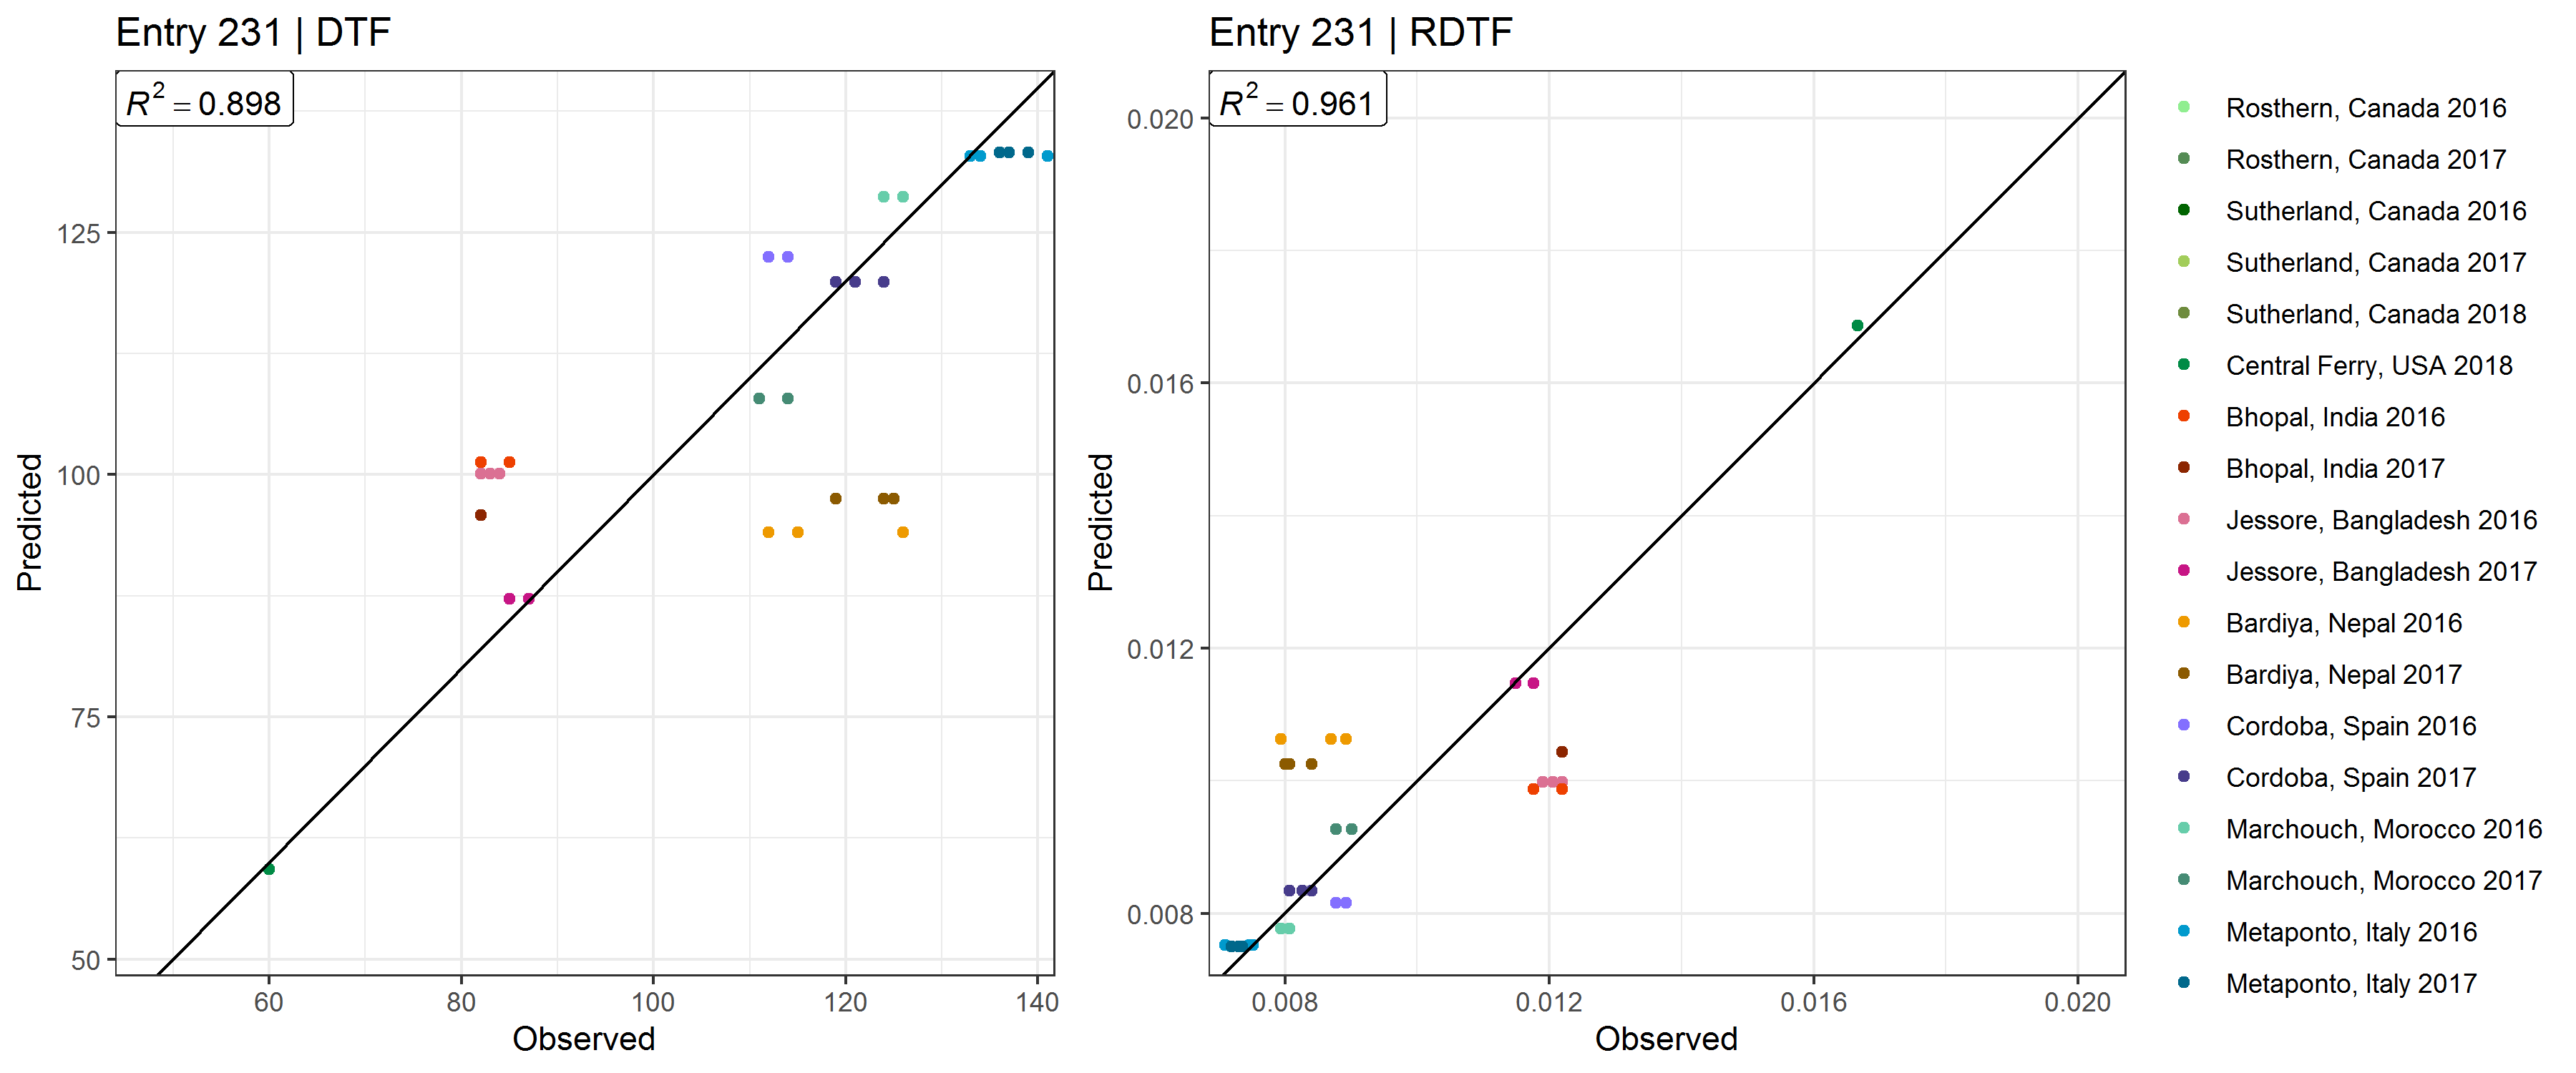 Entry 231 | DTF
R² = 0.898
125
100
75
50
Predicted
60 80 100 120 140
Observed
Entry 231 | RDTF
R² = 0.961
0.020
0.016
0.012
0.008
Predicted
0.008 0.012 0.016 0.020
Observed
Rosthern, Canada 2016
Rosthern, Canada 2017
Sutherland, Canada 2016
Sutherland, Canada 2017
Sutherland, Canada 2018
Central Ferry, USA 2018
Bhopal, India 2016
Bhopal, India 2017
Jessore, Bangladesh 2016
Jessore, Bangladesh 2017
Bardiya, Nepal 2016
Bardiya, Nepal 2017
Cordoba, Spain 2016
Cordoba, Spain 2017
Marchouch, Morocco 2016
Marchouch, Morocco 2017
Metaponto, Italy 2016
Metaponto, Italy 2017